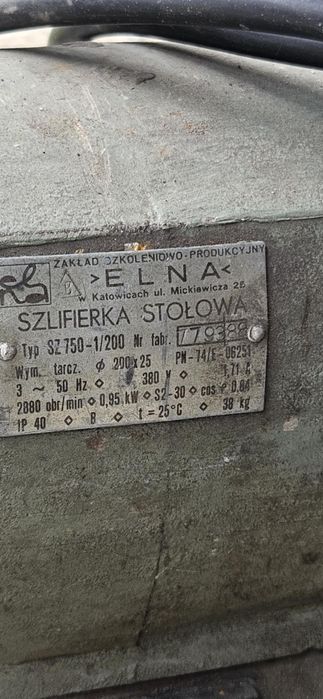 ZAKŁAD SZKOLENIOWO-PRODUKCYJNY
>ELNA<
w Katowicach ul. Mickiewicza 26
SZLIFIERKA STOŁOWA
Typ SZ 750-1/200 Nr fabr. 779388
Wym. tarcz. ϕ 200x25 PN-74/E-06251
3 ~ 50 Hz ◇ 380 V ◇ 1,71 A
2880 obr/min ◇ 0,95 kW ◇ S2-30 ◇ cos φ 0,84
IP 40 ◇ B ◇ t = 25°C ◇ 38 kg